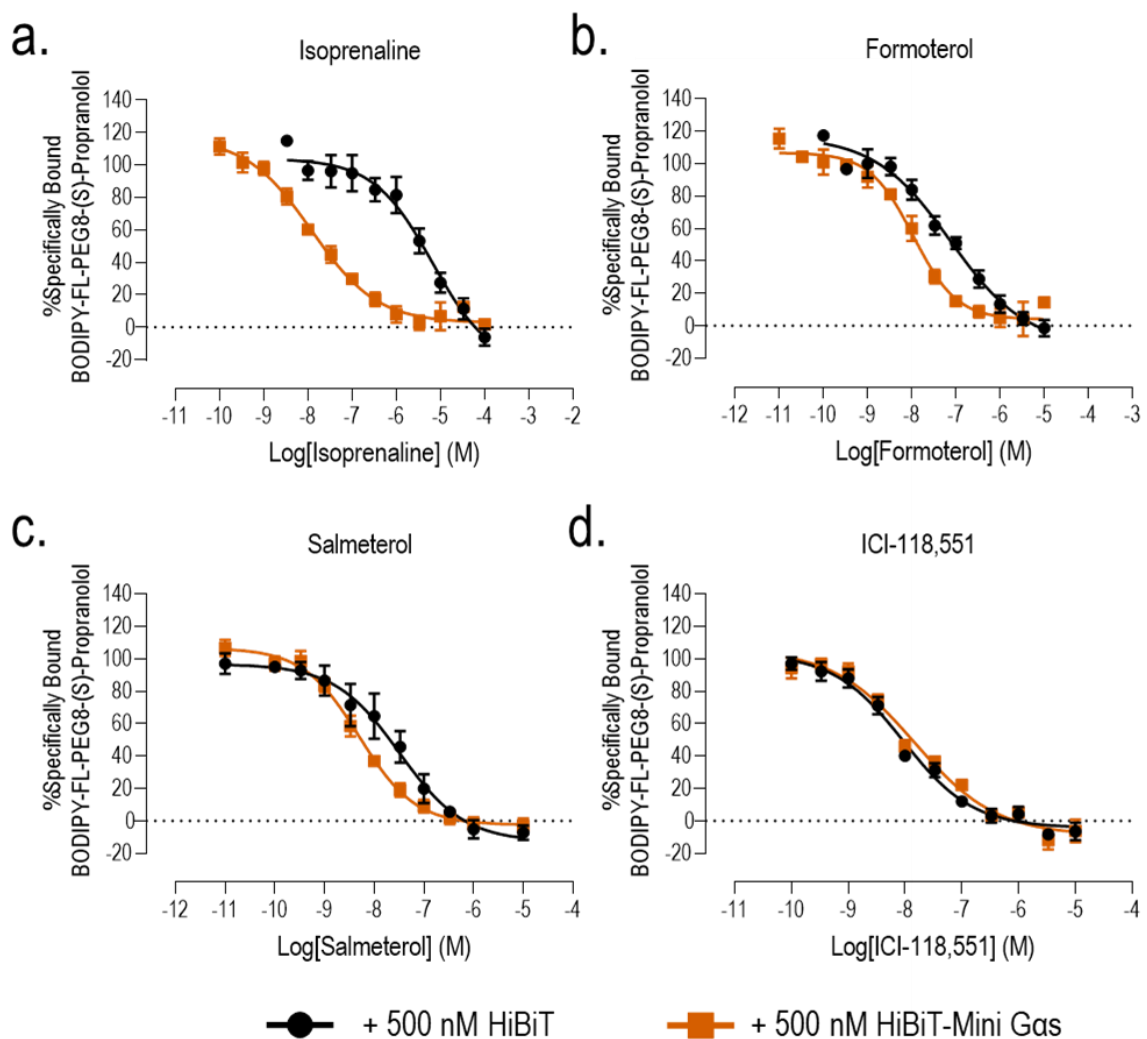 a.
Isoprenaline
%Specifically Bound
BODIPY-FL-PEG8-(S)-Propranolol
140
120
100
80
60
40
20
0
-20
-11 -10 -9 -8 -7 -6 -5 -4 -3 -2
Log[Isoprenaline] (M)
b.
Formoterol
%Specifically Bound
BODIPY-FL-PEG8-(S)-Propranolol
140
120
100
80
60
40
20
0
-20
-12 -11 -10 -9 -8 -7 -6 -5 -4 -3
Log[Formoterol] (M)
c.
Salmeterol
%Specifically Bound
BODIPY-FL-PEG8-(S)-Propranolol
140
120
100
80
60
40
20
0
-20
-12 -11 -10 -9 -8 -7 -6 -5 -4
Log[Salmeterol] (M)
d.
ICI-118,551
%Specifically Bound
BODIPY-FL-PEG8-(S)-Propranolol
140
120
100
80
60
40
20
0
-20
-11 -10 -9 -8 -7 -6 -5 -4
Log[ICI-118,551] (M)
+ 500 nM HiBiT
+ 500 nM HiBiT-Mini Gαs